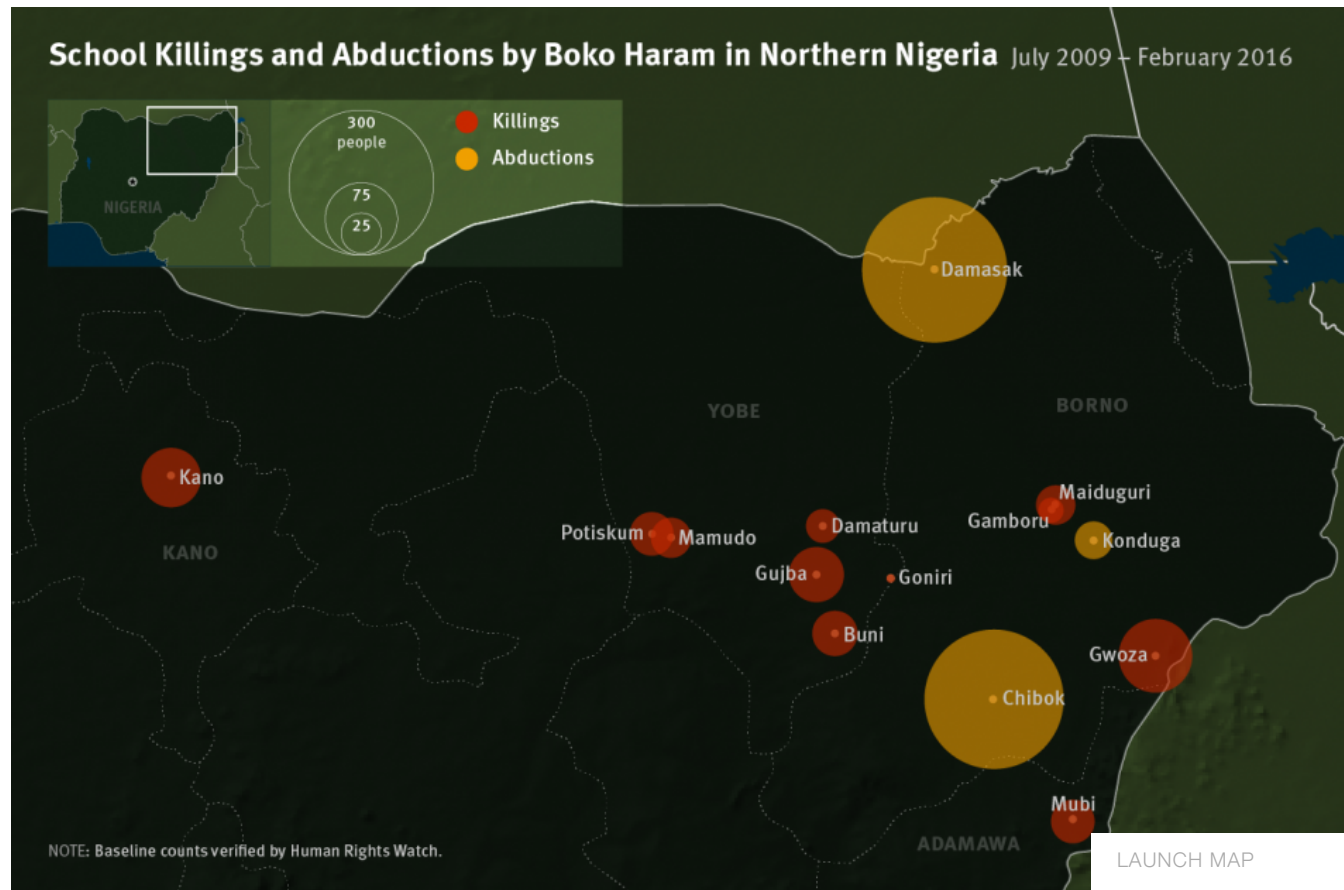 School Killings and Abductions by Boko Haram in Northern Nigeria July 2009 – February 2016
300
people
75
25
Killings
Abductions
NIGERIA
Damasak
YOBE
BORNO
Kano
KANO
Potiskum
Mamudo
Damaturu
Gujba
Goniri
Buni
Maiduguri
Gamboru
Konduga
Gwoza
Chibok
Mubi
ADAMAWA
NOTE: Baseline counts verified by Human Rights Watch.
LAUNCH MAP